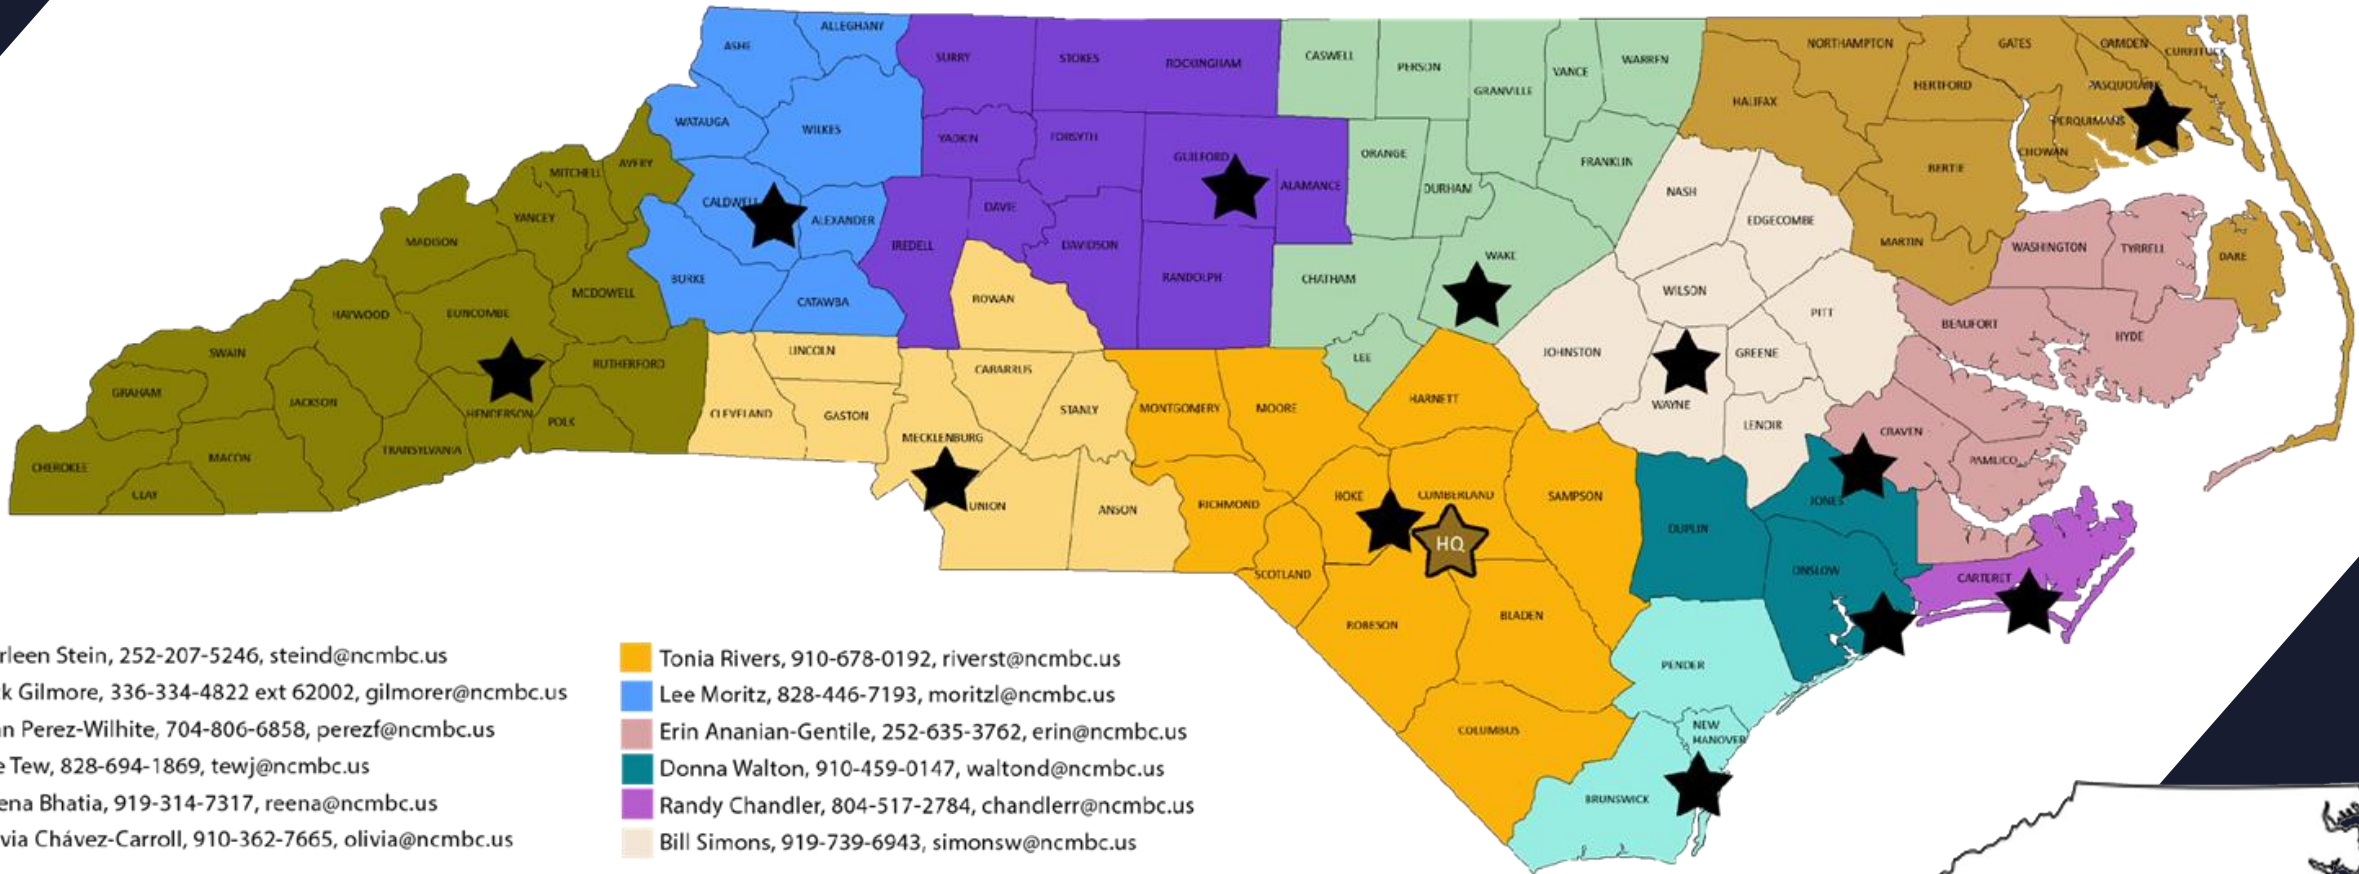 ALLEGHANY
ASHE
SURRY
STOKES
ROCKINGHAM
CASWELL
PERSON
GRANVILLE
VANCE
WARREN
NORTHAMPTON
GATES
CAMDEN
CURRITUCK
HERTFORD
PASQUOTANK
HALIFAX
PERQUIMANS
CHOWAN
BERTIE
WATAUGA
WILKES
YADKIN
FORSYTH
GUILFORD
ALAMANCE
ORANGE
DURHAM
FRANKLIN
NASH
EDGECOMBE
MARTIN
WASHINGTON
TYRRELL
DARE
AVERY
MITCHELL
YANCEY
MADISON
CALDWELL
ALEXANDER
IREDELL
DAVIE
DAVIDSON
RANDOLPH
CHATHAM
WAKE
WILSON
PITT
BEAUFORT
HYDE
BURKE
CATAWBA
ROWAN
MCDOWELL
BUNCOMBE
HAYWOOD
SWAIN
GRAHAM
JACKSON
RUTHERFORD
HENDERSON
POLK
TRANSYLVANIA
MACON
CHEROKEE
CLAY
LINCOLN
CLEVELAND
GASTON
CABARRUS
STANLY
MECKLENBURG
UNION
ANSON
MONTGOMERY
MOORE
LEE
HARNETT
JOHNSTON
WAYNE
GREENE
LENOIR
CRAVEN
PAMLICO
JONES
RICHMOND
HOKE
CUMBERLAND
HQ
SAMPSON
DUPLIN
ONSLOW
CARTERET
SCOTLAND
ROBESON
BLADEN
PENDER
COLUMBUS
NEW
HANOVER
BRUNSWICK
rleen Stein, 252-207-5246, steind@ncmbc.us
k Gilmore, 336-334-4822 ext 62002, gilmorer@ncmbc.us
n Perez-Wilhite, 704-806-6858, perezf@ncmbc.us
e Tew, 828-694-1869, tewj@ncmbc.us
ena Bhatia, 919-314-7317, reena@ncmbc.us
via Chávez-Carroll, 910-362-7665, olivia@ncmbc.us
Tonia Rivers, 910-678-0192, riverst@ncmbc.us
Lee Moritz, 828-446-7193, moritzl@ncmbc.us
Erin Ananian-Gentile, 252-635-3762, erin@ncmbc.us
Donna Walton, 910-459-0147, waltond@ncmbc.us
Randy Chandler, 804-517-2784, chandlerr@ncmbc.us
Bill Simons, 919-739-6943, simonsw@ncmbc.us